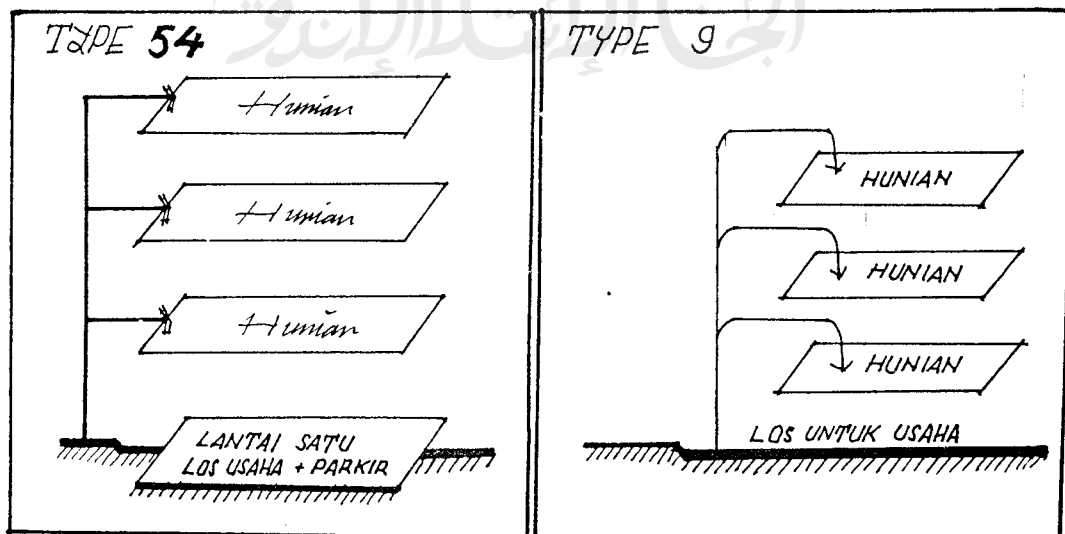 TYPE 54
Hunian
Hunian
Hunian
LANTAI SATU
LOS USAHA + PARKIR
TYPE 9
HUNIAN
HUNIAN
HUNIAN
LOS UNTUK USAHA